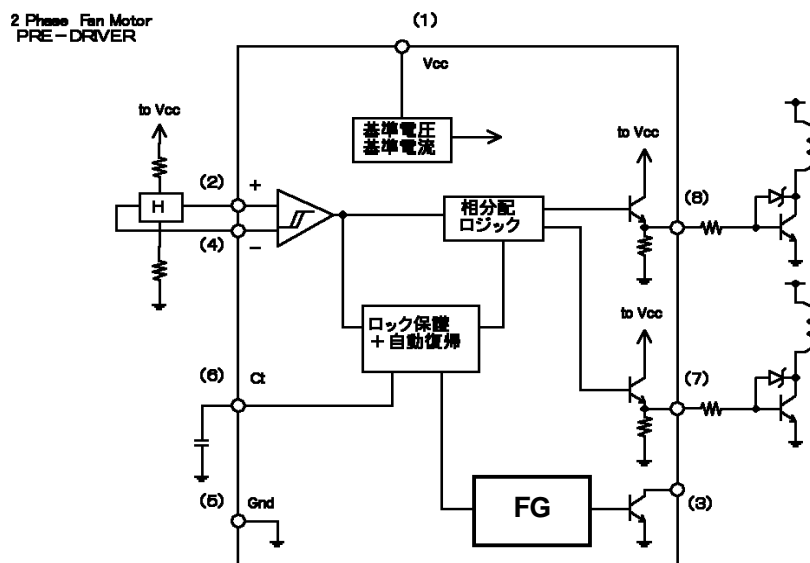 2 Phase Fan Motor
PRE-DRIVER
(1)
Vcc
to Vcc
基準電圧
基準電流
to Vcc
(2)
+
H
(4)
−
相分配
ロジック
(8)
ロック保護
+自動復帰
to Vcc
(6)
Ct
(7)
(5)
Gnd
FG
(3)